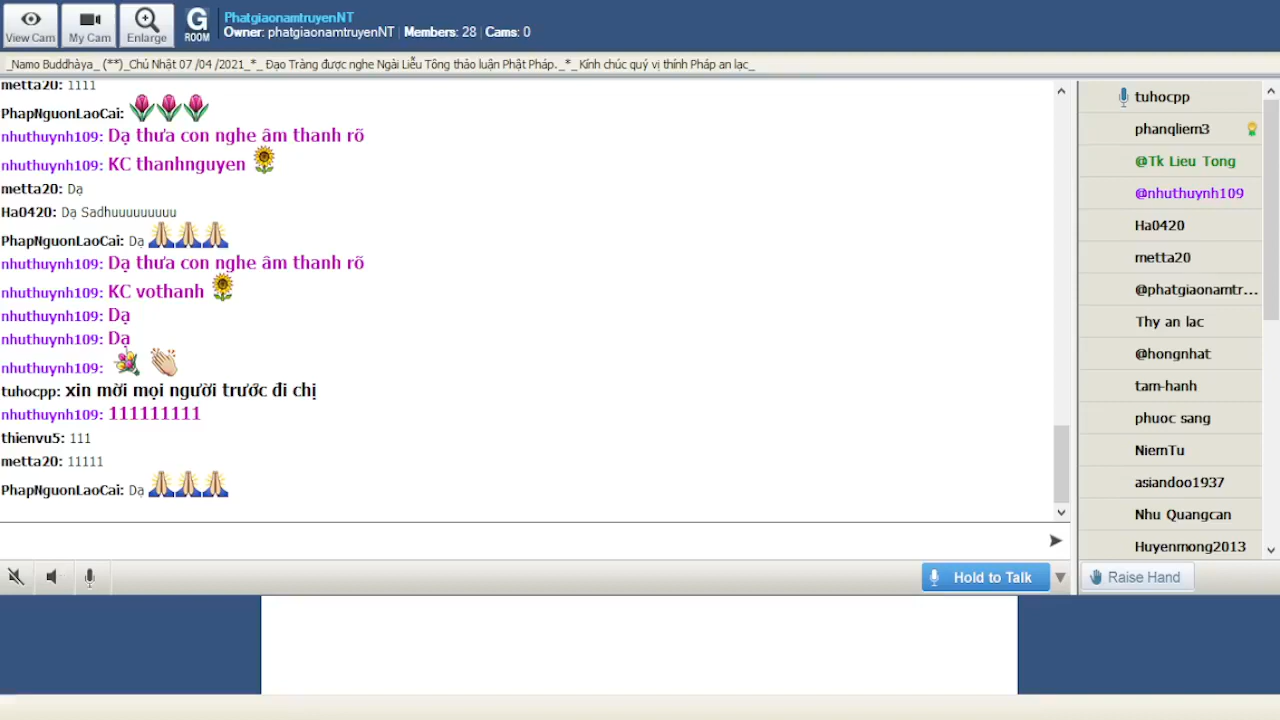 View Cam
My Cam
Enlarge
G
ROOM
PhatgiaonamtruyenNT
Owner: phatgiaonamtruyenNT | Members: 28 | Cams: 0
_Namo Buddhàya_ (**)_Chủ Nhật 07 /04 /2021_*_ Đạo Tràng được nghe Ngài Liễu Tông thảo luận Phật Pháp._*_Kính chúc quý vị thính Pháp an lac_
metta20: 1111
PhapNguonLaoCai:
nhuthuynh109: Dạ thưa con nghe âm thanh rõ
nhuthuynh109: KC thanhnguyen
metta20: Dạ
Ha0420: Dạ Sadhuuuuuuuuu
PhapNguonLaoCai: Dạ
nhuthuynh109: Dạ thưa con nghe âm thanh rõ
nhuthuynh109: KC vothanh
nhuthuynh109: Dạ
nhuthuynh109: Dạ
nhuthuynh109:
tuhocpp: xin mời mọi người trước đi chị
nhuthuynh109: 111111111
thienvu5: 111
metta20: 11111
PhapNguonLaoCai: Dạ
tuhocpp
phanqliem3
@Tk Lieu Tong
@nhuthuynh109
Ha0420
metta20
@phatgiaonamtr...
Thy an lac
@hongnhat
tam-hanh
phuoc sang
NiemTu
asiandoo1937
Nhu Quangcan
Huyenmong2013
Hold to Talk
Raise Hand